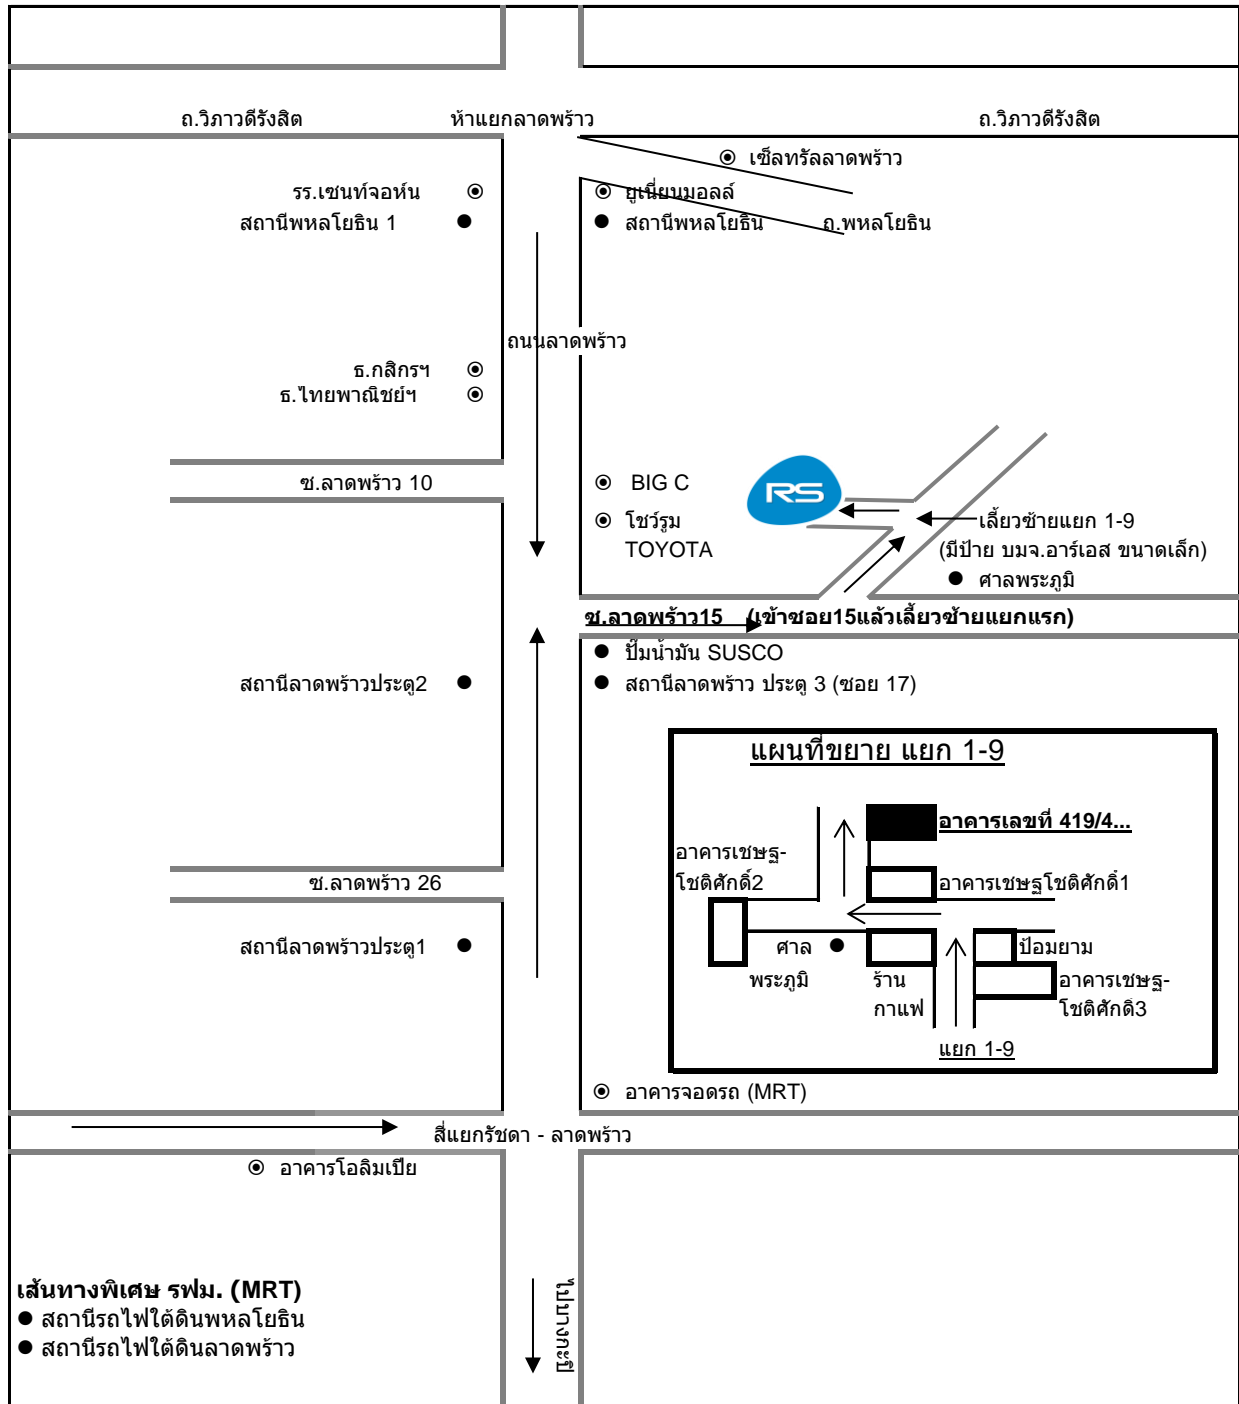 ถ.วิภาวดีรังสิต ห้าแยกลาดพร้าว ถ.วิภาวดีรังสิต
เซ็ลทรัลลาดพร้าว
รร.เซนท์จอห์น ยูเนี่ยนมอลล์
สถานีพหลโยธิน 1 สถานีพหลโยธิน ถ.พหลโยธิน
ถนนลาดพร้าว
ธ.กสิกรฯ
ธ.ไทยพาณิชย์ฯ
ซ.ลาดพร้าว 10 BIG C RS
โชว์รูม เลี้ยวซ้ายแยก 1-9
TOYOTA (มีป้าย บมจ.อาร์เอส ขนาดเล็ก)
ศาลพระภูมิ
ซ.ลาดพร้าว15 (เข้าซอย15แล้วเลี้ยวซ้ายแยกแรก)
ปั๊มน้ำมัน SUSCO
สถานีลาดพร้าวประตู2 สถานีลาดพร้าว ประตู 3 (ซอย 17)
แผนที่ขยาย แยก 1-9
อาคารเลขที่ 419/4...
อาคารเชษฐ-
โชติศักดิ์2 อาคารเชษฐโชติศักดิ์1
ซ.ลาดพร้าว 26
สถานีลาดพร้าวประตู1 ศาล ป้อมยาม
พระภูมิ ร้าน อาคารเชษฐ-
กาแฟ โชติศักดิ์3
แยก 1-9
อาคารจอดรถ (MRT)
สี่แยกรัชดา - ลาดพร้าว
อาคารโอลิมเปีย
เส้นทางพิเศษ รฟม. (MRT)
สถานีรถไฟใต้ดินพหลโยธิน
สถานีรถไฟใต้ดินลาดพร้าว
ไปบางกะปิ